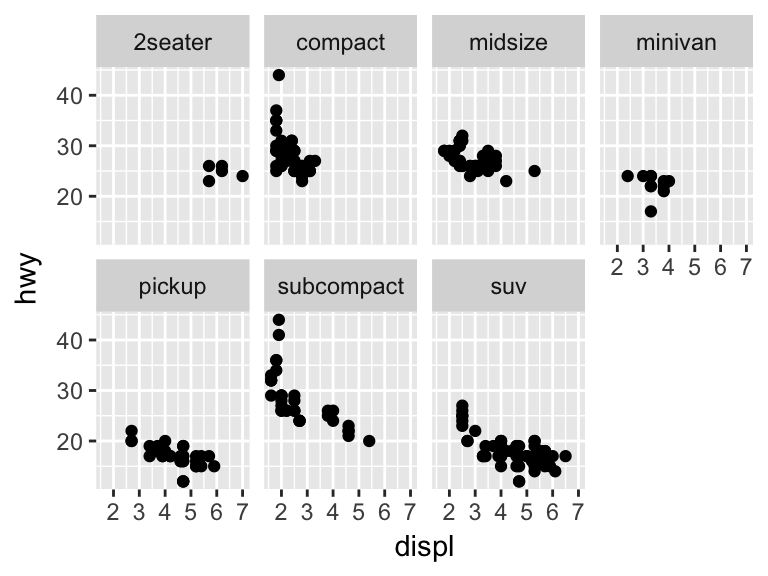 2seater compact midsize minivan
40
30
20
2 3 4 5 6 7
hwy
pickup subcompact suv
40
30
20
2 3 4 5 6 7 2 3 4 5 6 7 2 3 4 5 6 7
displ